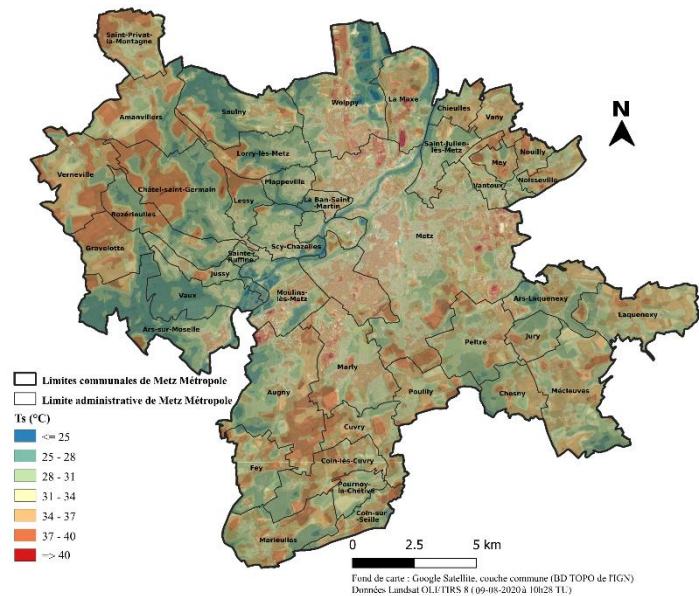 Saint-Privat
-la-Montagne
Amanvillers
Saulny
Woippy
La Maxe
Chieulles
Vany
N
Saint-Julien
-lès-Metz
Mey
Nouilly
Noisseville
Vantoux
Verneville
Lorry-lès-Metz
Châtel-saint-Germain
Plappeville
Lessy
Le Ban-Saint
-Martin
Rozérieulles
Scy-Chazelles
Metz
Gravelotte
Sainte-
Ruffine
Jussy
Vaux
Moulins
-lès-Metz
Ars-sur-Moselle
Ars-Laquenexy
Laquenexy
Peltre
Jury
Augny
Marly
Pouilly
Chesny
Mécleuves
Cuvry
Coin-lès-Cuvry
Fey
Pournoy
-la-Chétive
Coin-sur
-Seille
Marieulles
Limites communales de Metz Métropole
Limite administrative de Metz Métropole
Ts (°C)
<= 25
25 - 28
28 - 31
31 - 34
34 - 37
37 - 40
=> 40
0 2.5 5 km
Fond de carte : Google Satellite, couche commune (BD TOPO de l'IGN)
Données Landsat OLI/TIRS 8 ( 09-08-2020 à 10h28 TU)